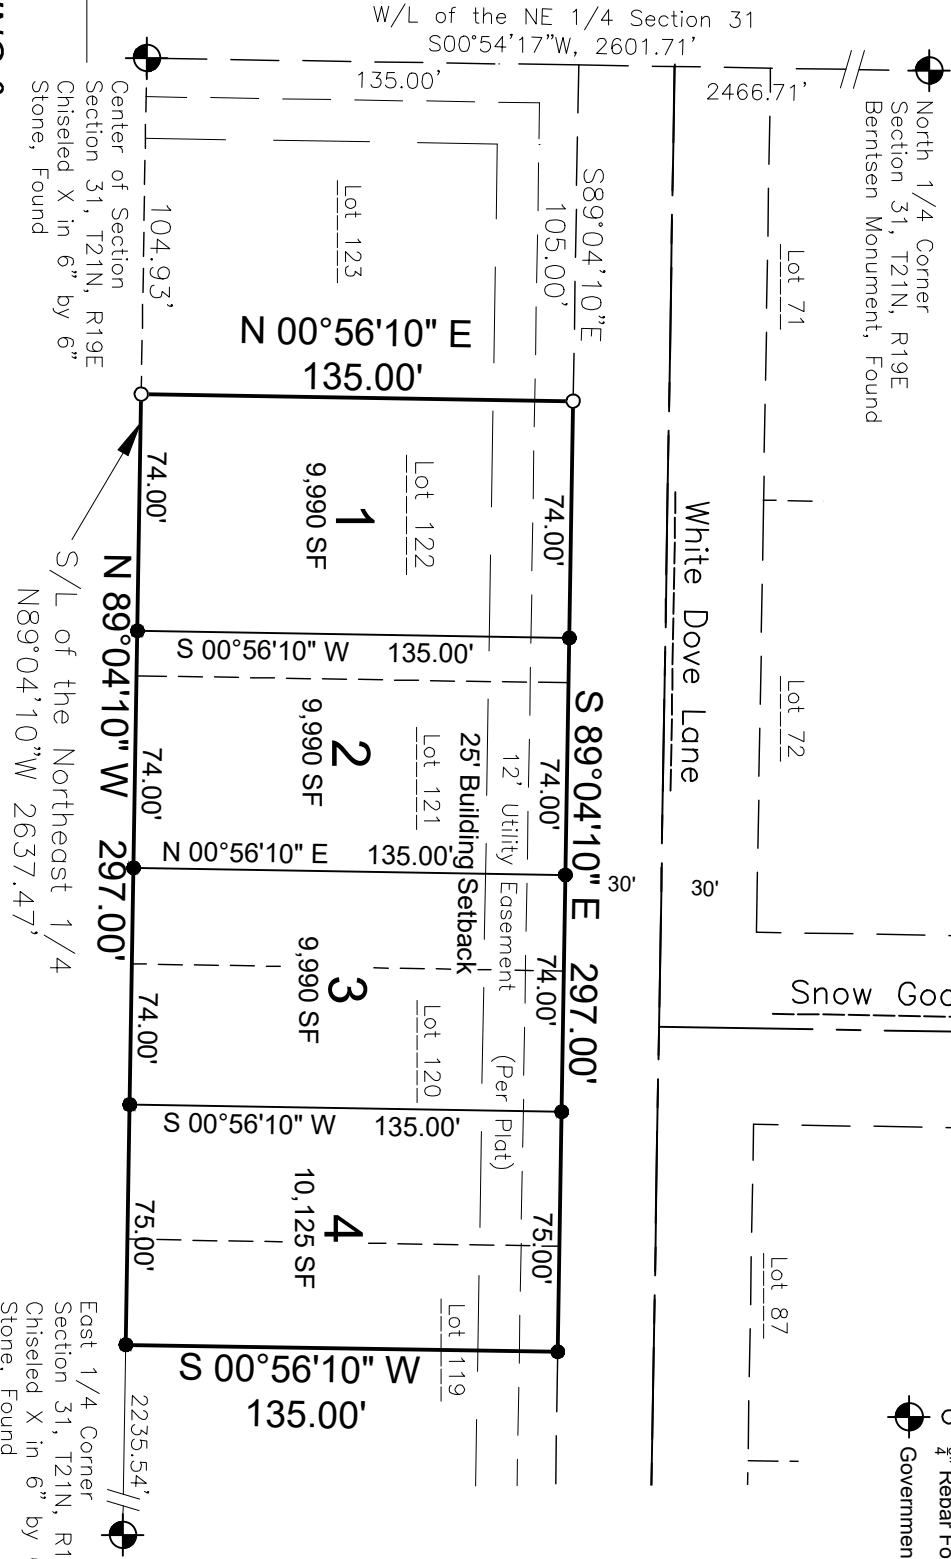 W/L of the NE 1/4 Section 31
S00°54'17"W, 2601.71'
135.00'
2466.71'
North 1/4 Corner
Section 31, T21N, R19E
Berntsen Monument, Found
Center of Section
Section 31, T21N, R19E
Chiseled X in 6" by 6"
Stone, Found
104.93'
Lot 123
S89°04'10"E
105.00'
Lot 71
N 00°56'10" E
135.00'
74.00'
1
9,990 SF
Lot 122
74.00'
White Dove Lane
Lot 72
S 00°56'10" W 135.00'
S/L of the Northeast 1/4
N89°04'10"W 2637.47'
N 89°04'10" W 297.00'
74.00'
2
9,990 SF
Lot 121
74.00'
25' Building Setback
12' Utility Easement (Per Plat)
S 89°04'10" E 297.00'
N 00°56'10" E 135.00'
30'
30'
74.00'
3
9,990 SF
Lot 120
74.00'
Snow
S 00°56'10" W 135.00'
75.00'
4
10,125 SF
75.00'
Lot 119
Lot 87
S 00°56'10" W
135.00'
2235.54'
East 1/4 Corner
Section 31, T21N,
Chiseled X in 6" by
Stone, Found
¾" Rebar